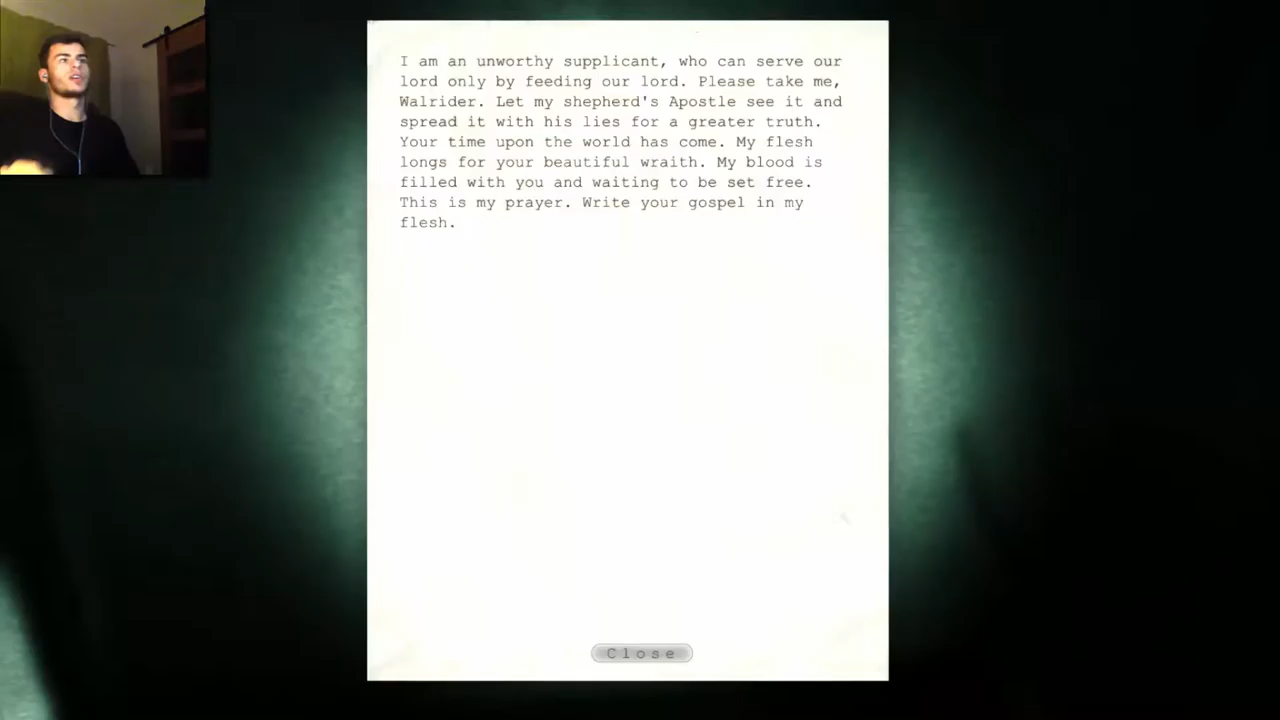 I am an unworthy supplicant, who can serve our
lord only by feeding our lord. Please take me,
Walrider. Let my shepherd's Apostle see it and
spread it with his lies for a greater truth.
Your time upon the world has come. My flesh
longs for your beautiful wraith. My blood is
filled with you and waiting to be set free.
This is my prayer. Write your gospel in my
flesh.
Close